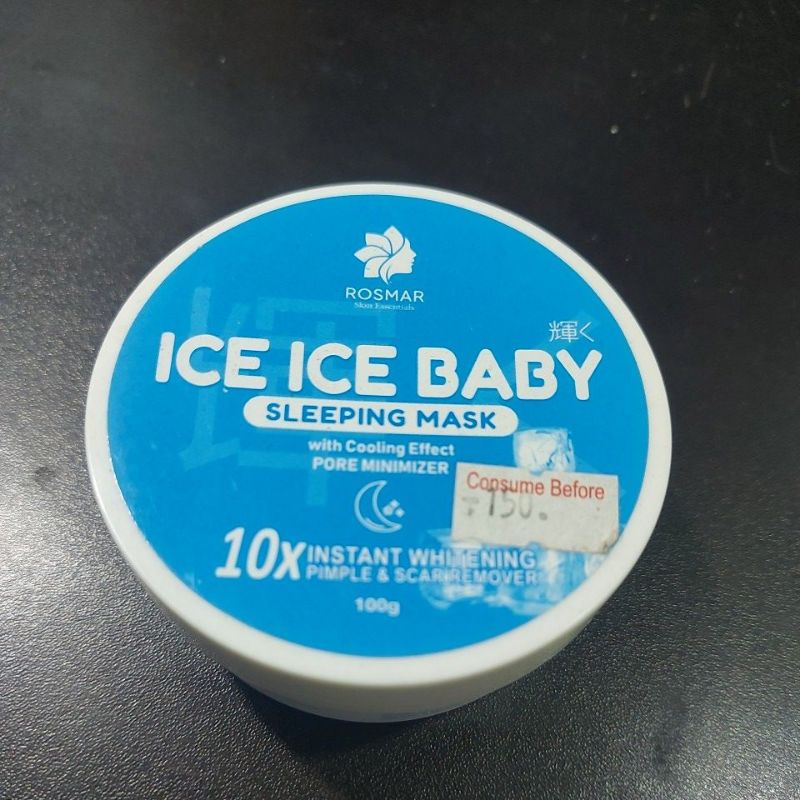 ROSMAR
Skin Essentials
輝く
ICE ICE BABY
SLEEPING MASK
with Cooling Effect
PORE MINIMIZER
Consume Before
150.
10x INSTANT WHITENING
PIMPLE & SCAR REMOVER
100g